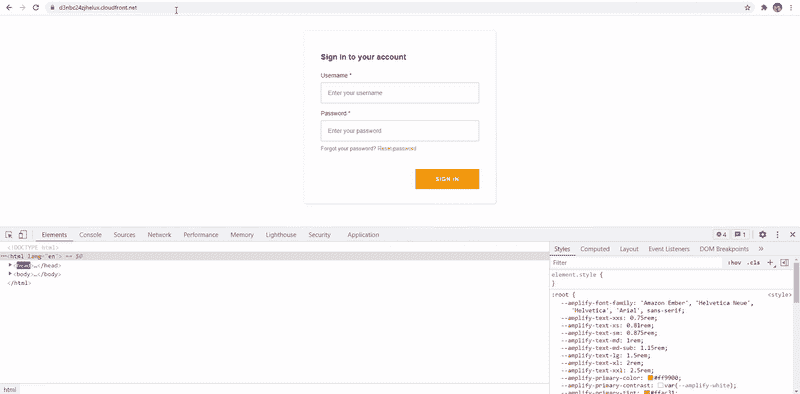 d3nbc24zjhelux.cloudfront.net
Sign in to your account
Username *
Enter your username
Password *
Enter your password
Forgot your password? Reset password
SIGN IN
Elements Console Sources Network Performance Memory Lighthouse Security Application 4 1
<!DOCTYPE html>
<html lang="en"> == $0
<head>…</head>
<body>…</body>
</html>
html
Styles Computed Layout Event Listeners DOM Breakpoints »
Filter :hov .cls +
element.style {
}
:root { <style>
--amplify-font-family: 'Amazon Ember', 'Helvetica Neue',
'Helvetica', 'Arial', sans-serif;
--amplify-text-xxs: 0.75rem;
--amplify-text-xs: 0.81rem;
--amplify-text-sm: 0.875rem;
--amplify-text-md: 1rem;
--amplify-text-md-sub: 1.15rem;
--amplify-text-lg: 1.5rem;
--amplify-text-xl: 2rem;
--amplify-text-xxl: 2.5rem;
--amplify-primary-color: #ff9900;
--amplify-primary-contrast: var(--amplify-white);
--amplify-primary-tint: #ffac31;